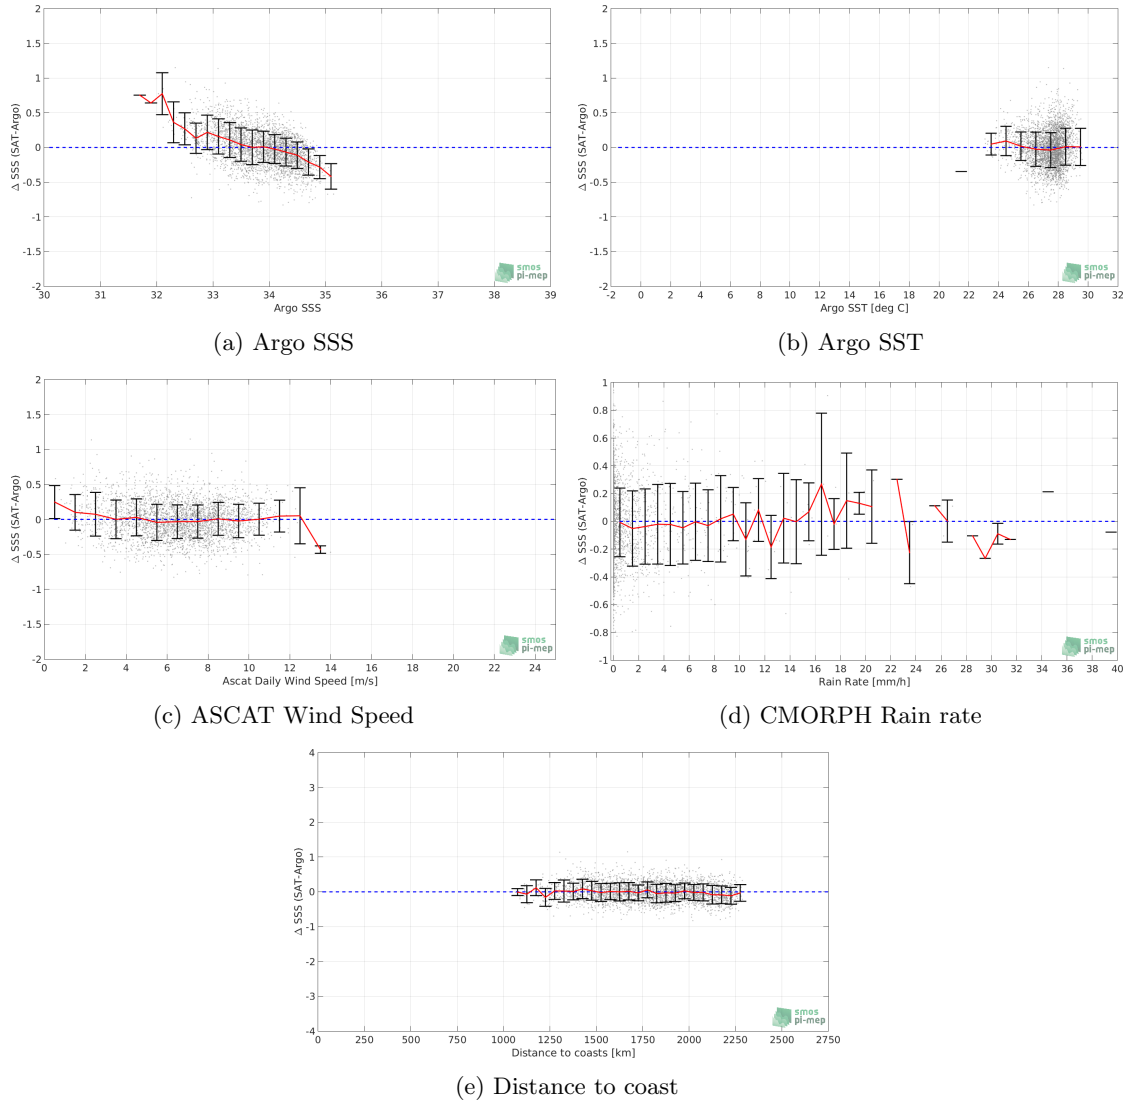 2
1.5
1
0.5
0
-0.5
-1
-1.5
-2
Δ SSS (SAT-Argo)
30 31 32 33 34 35 36 37 38 39
Argo SSS
smos
pi-mep
(a) Argo SSS
2
1.5
1
0.5
0
-0.5
-1
-1.5
-2
Δ SSS (SAT-Argo)
-2 0 2 4 6 8 10 12 14 16 18 20 22 24 26 28 30 32
Argo SST [deg C]
smos
pi-mep
(b) Argo SST
2
1.5
1
0.5
0
-0.5
-1
-1.5
-2
Δ SSS (SAT-Argo)
0 2 4 6 8 10 12 14 16 18 20 22 24
Ascat Daily Wind Speed [m/s]
smos
pi-mep
(c) ASCAT Wind Speed
1
0.8
0.6
0.4
0.2
0
-0.2
-0.4
-0.6
-0.8
-1
Δ SSS (SAT-Argo)
0 2 4 6 8 10 12 14 16 18 20 22 24 26 28 30 32 34 36 38 40
Rain Rate [mm/h]
smos
pi-mep
(d) CMORPH Rain rate
4
3
2
1
0
-1
-2
-3
-4
Δ SSS (SAT-Argo)
0 250 500 750 1000 1250 1500 1750 2000 2250 2500 2750
Distance to coasts [km]
smos
pi-mep
(e) Distance to coast